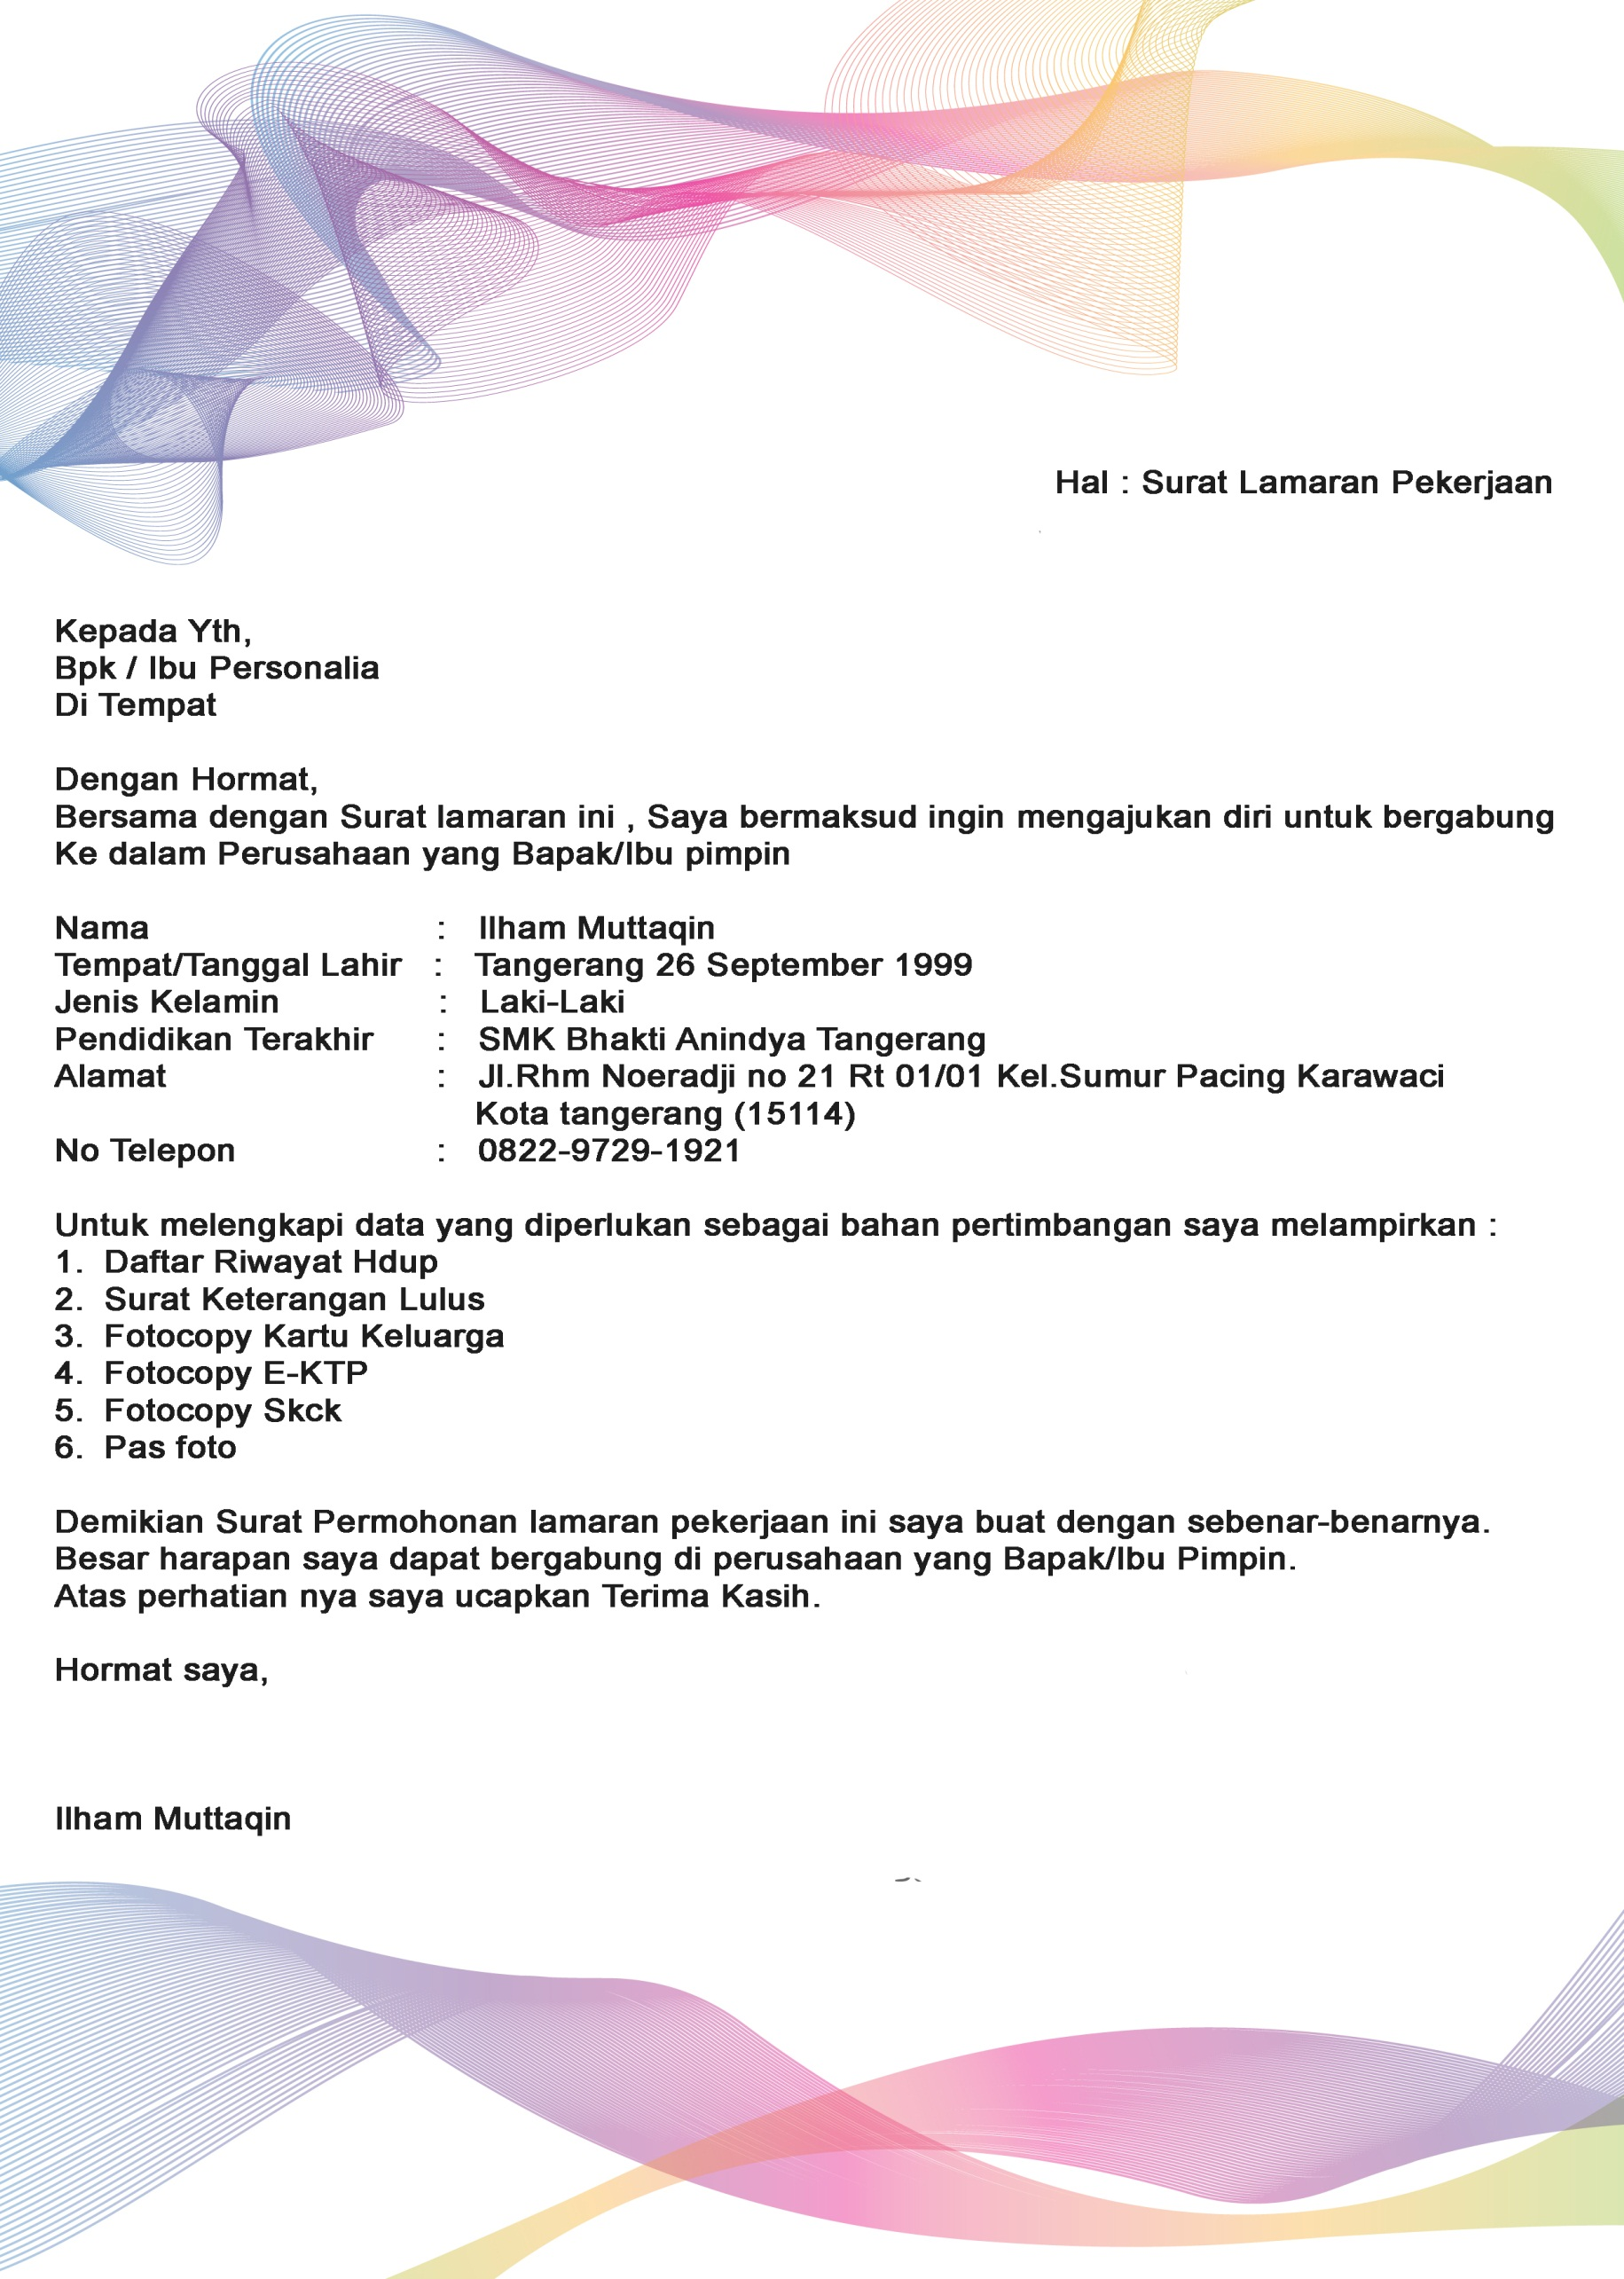 Hal : Surat Lamaran Pekerjaan
Kepada Yth,
Bpk / Ibu Personalia
Di Tempat
Dengan Hormat,
Bersama dengan Surat lamaran ini , Saya bermaksud ingin mengajukan diri untuk bergabung
Ke dalam Perusahaan yang Bapak/Ibu pimpin
Nama : Ilham Muttaqin
Tempat/Tanggal Lahir : Tangerang 26 September 1999
Jenis Kelamin : Laki-Laki
Pendidikan Terakhir : SMK Bhakti Anindya Tangerang
Alamat : Jl.Rhm Noeradji no 21 Rt 01/01 Kel.Sumur Pacing Karawaci
Kota tangerang (15114)
No Telepon : 0822-9729-1921
Untuk melengkapi data yang diperlukan sebagai bahan pertimbangan saya melampirkan :
1. Daftar Riwayat Hdup
2. Surat Keterangan Lulus
3. Fotocopy Kartu Keluarga
4. Fotocopy E-KTP
5. Fotocopy Skck
6. Pas foto
Demikian Surat Permohonan lamaran pekerjaan ini saya buat dengan sebenar-benarnya.
Besar harapan saya dapat bergabung di perusahaan yang Bapak/Ibu Pimpin.
Atas perhatian nya saya ucapkan Terima Kasih.
Hormat saya,
Ilham Muttaqin